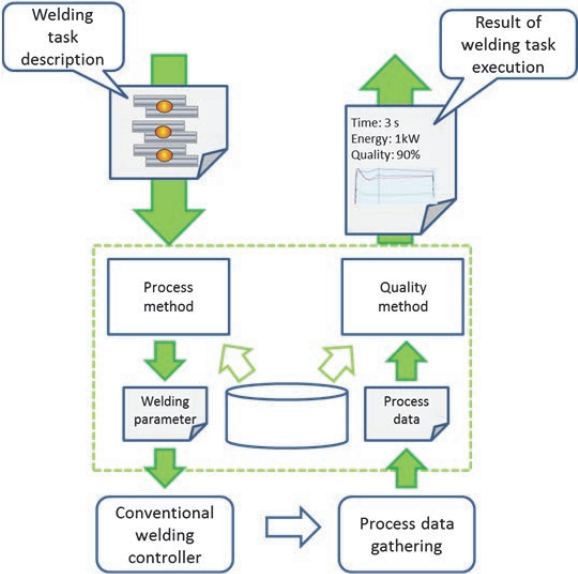 Welding
task
description
Result of
welding task
execution
Time: 3 s
Energy: 1kW
Quality: 90%
Process
method
Quality
method
Welding
parameter
Process
data
Conventional
welding
controller
Process data
gathering